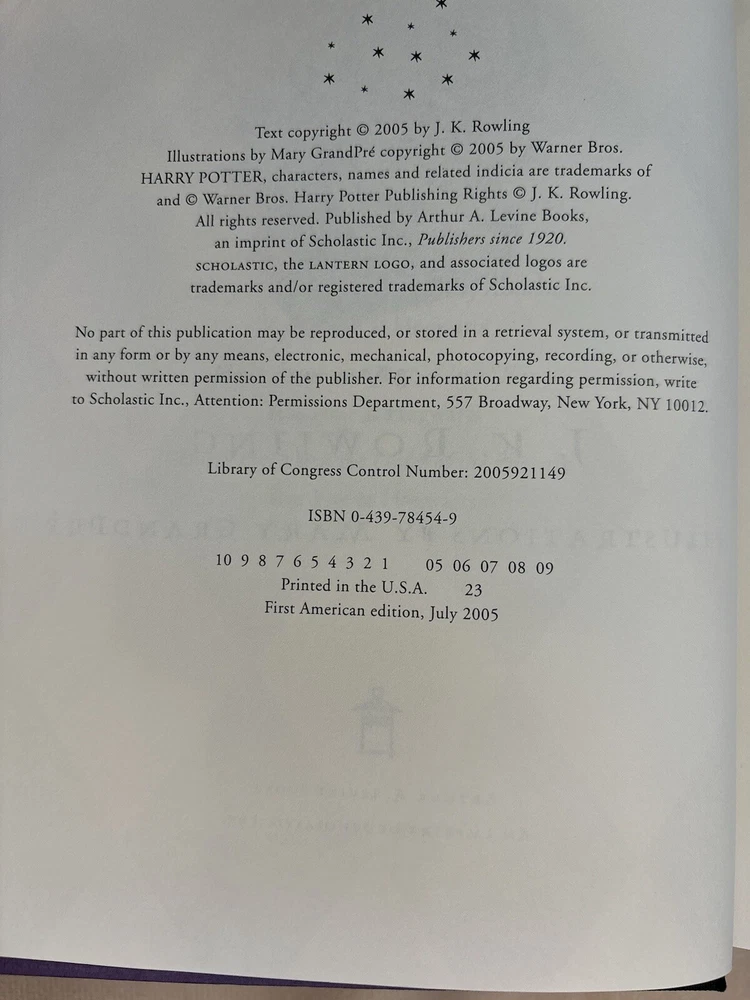 Text copyright © 2005 by J. K. Rowling
Illustrations by Mary GrandPré copyright © 2005 by Warner Bros.
HARRY POTTER, characters, names and related indicia are trademarks of
and © Warner Bros. Harry Potter Publishing Rights © J. K. Rowling.
All rights reserved. Published by Arthur A. Levine Books,
an imprint of Scholastic Inc., Publishers since 1920.
SCHOLASTIC, the LANTERN LOGO, and associated logos are
trademarks and/or registered trademarks of Scholastic Inc.
No part of this publication may be reproduced, or stored in a retrieval system, or transmitted
in any form or by any means, electronic, mechanical, photocopying, recording, or otherwise,
without written permission of the publisher. For information regarding permission, write
to Scholastic Inc., Attention: Permissions Department, 557 Broadway, New York, NY 10012.
J. K. ROWLING
Library of Congress Control Number: 2005921149
ISBN 0-439-78454-9
ILLUSTRATIONS BY MARY GRANDPRÉ
10 9 8 7 6 5 4 3 2 1 05 06 07 08 09
Printed in the U.S.A. 23
First American edition, July 2005